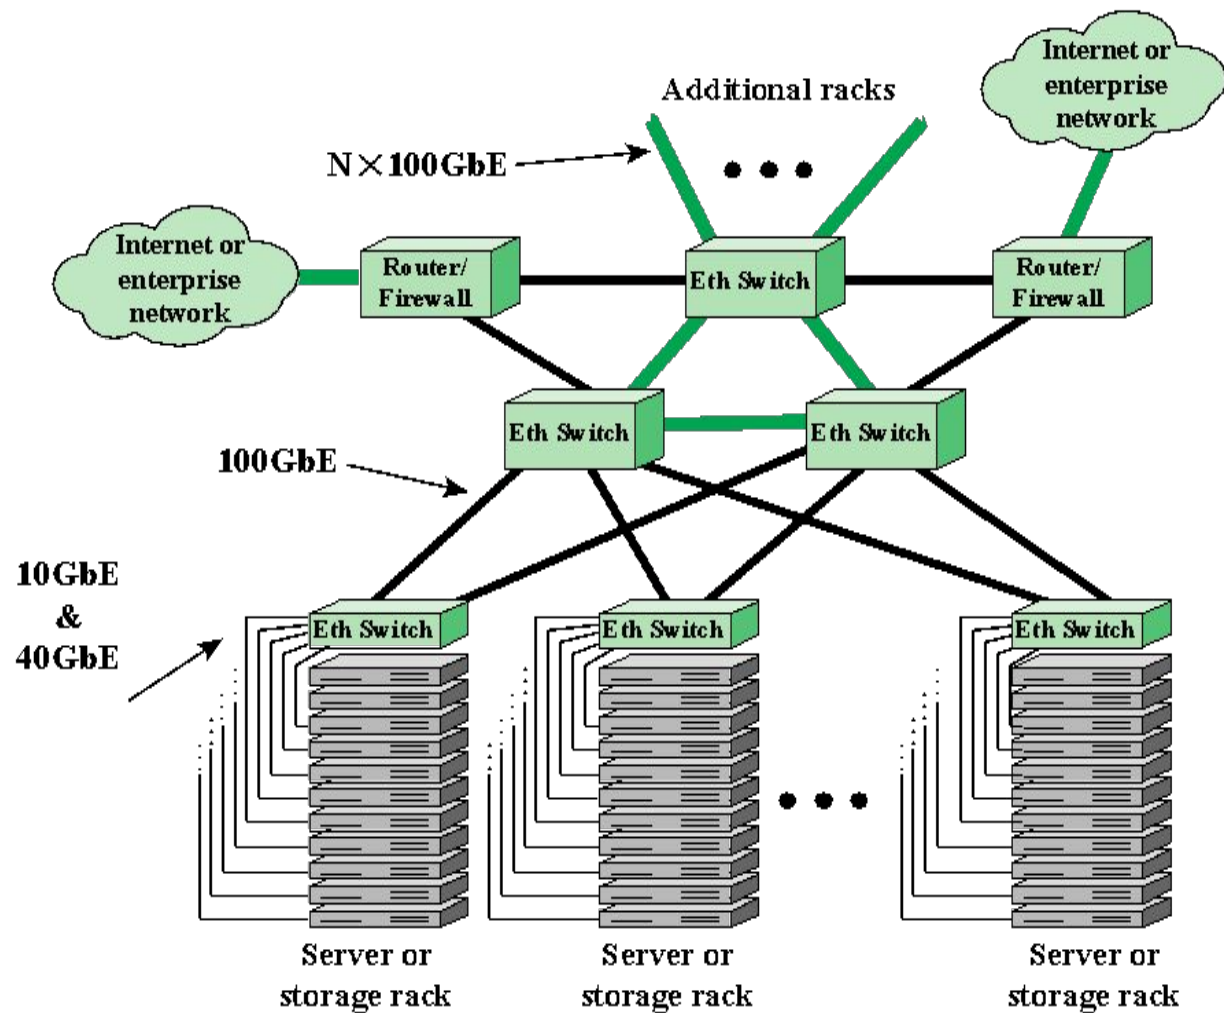 Internet or
enterprise
network
Additional racks
N×100GbE
Internet or
enterprise
network
Router/
Firewall
Eth Switch
Router/
Firewall
Eth Switch
Eth Switch
100GbE
10GbE
&
40GbE
Eth Switch
Eth Switch
Eth Switch
Server or
storage rack
Server or
storage rack
Server or
storage rack